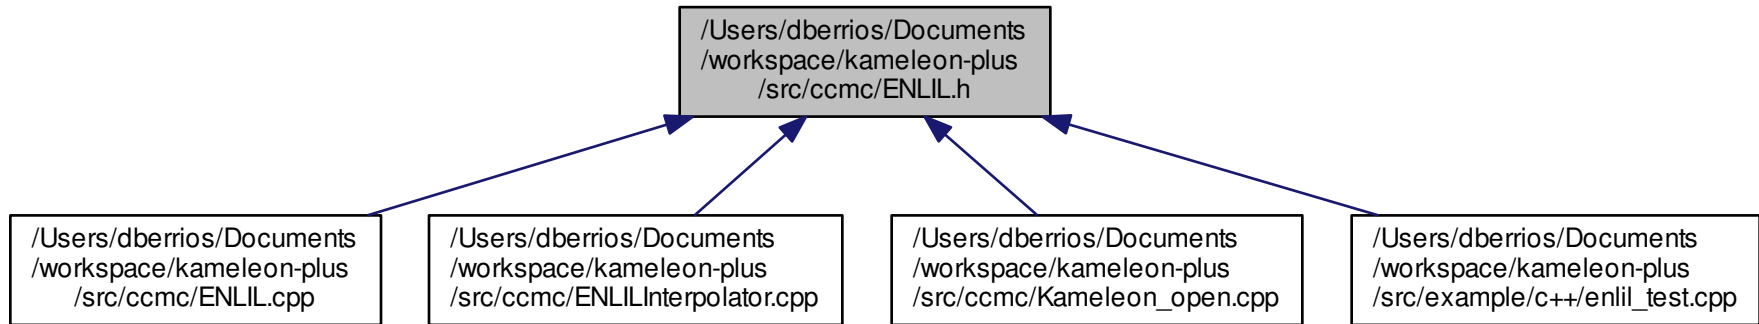 /Users/dberrios/Documents
/workspace/kameleon-plus
/src/ccmc/ENLIL.h
/Users/dberrios/Documents
/workspace/kameleon-plus
/src/ccmc/ENLIL.cpp
/Users/dberrios/Documents
/workspace/kameleon-plus
/src/ccmc/ENLILInterpolator.cpp
/Users/dberrios/Documents
/workspace/kameleon-plus
/src/ccmc/Kameleon_open.cpp
/Users/dberrios/Documents
/workspace/kameleon-plus
/src/example/c++/enlil_test.cpp